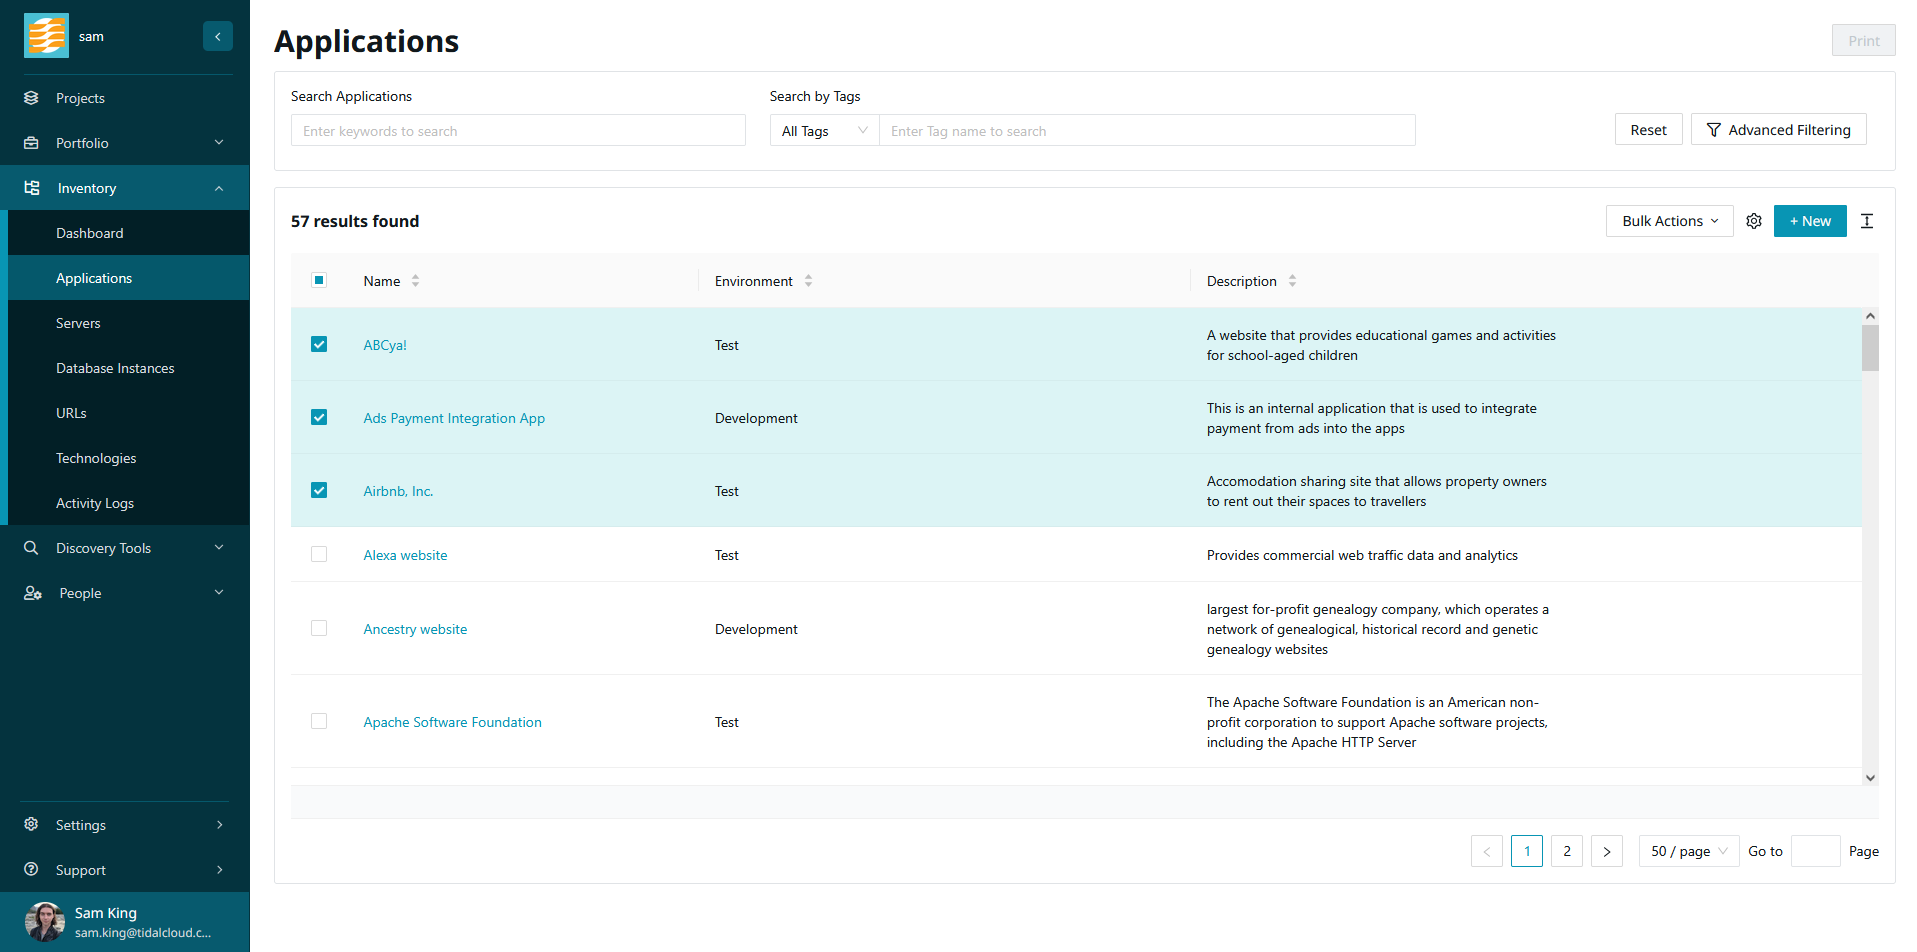 sam
Projects
Portfolio
Inventory
Dashboard
Applications
Servers
Database Instances
URLs
Technologies
Activity Logs
Discovery Tools
People
Settings
Support
Sam King
sam.king@tidalcloud.c...
Applications
Print
Search Applications
Enter keywords to search
Search by Tags
All Tags
Enter Tag name to search
Reset
Advanced Filtering
57 results found
Bulk Actions
+ New
Name
Environment
Description
ABCya!
Test
A website that provides educational games and activities
for school-aged children
Ads Payment Integration App
Development
This is an internal application that is used to integrate
payment from ads into the apps
Airbnb, Inc.
Test
Accomodation sharing site that allows property owners
to rent out their spaces to travellers
Alexa website
Test
Provides commercial web traffic data and analytics
Ancestry website
Development
largest for-profit genealogy company, which operates a
network of genealogical, historical record and genetic
genealogy websites
Apache Software Foundation
Test
The Apache Software Foundation is an American non-
profit corporation to support Apache software projects,
including the Apache HTTP Server
1
2
50 / page
Go to
Page